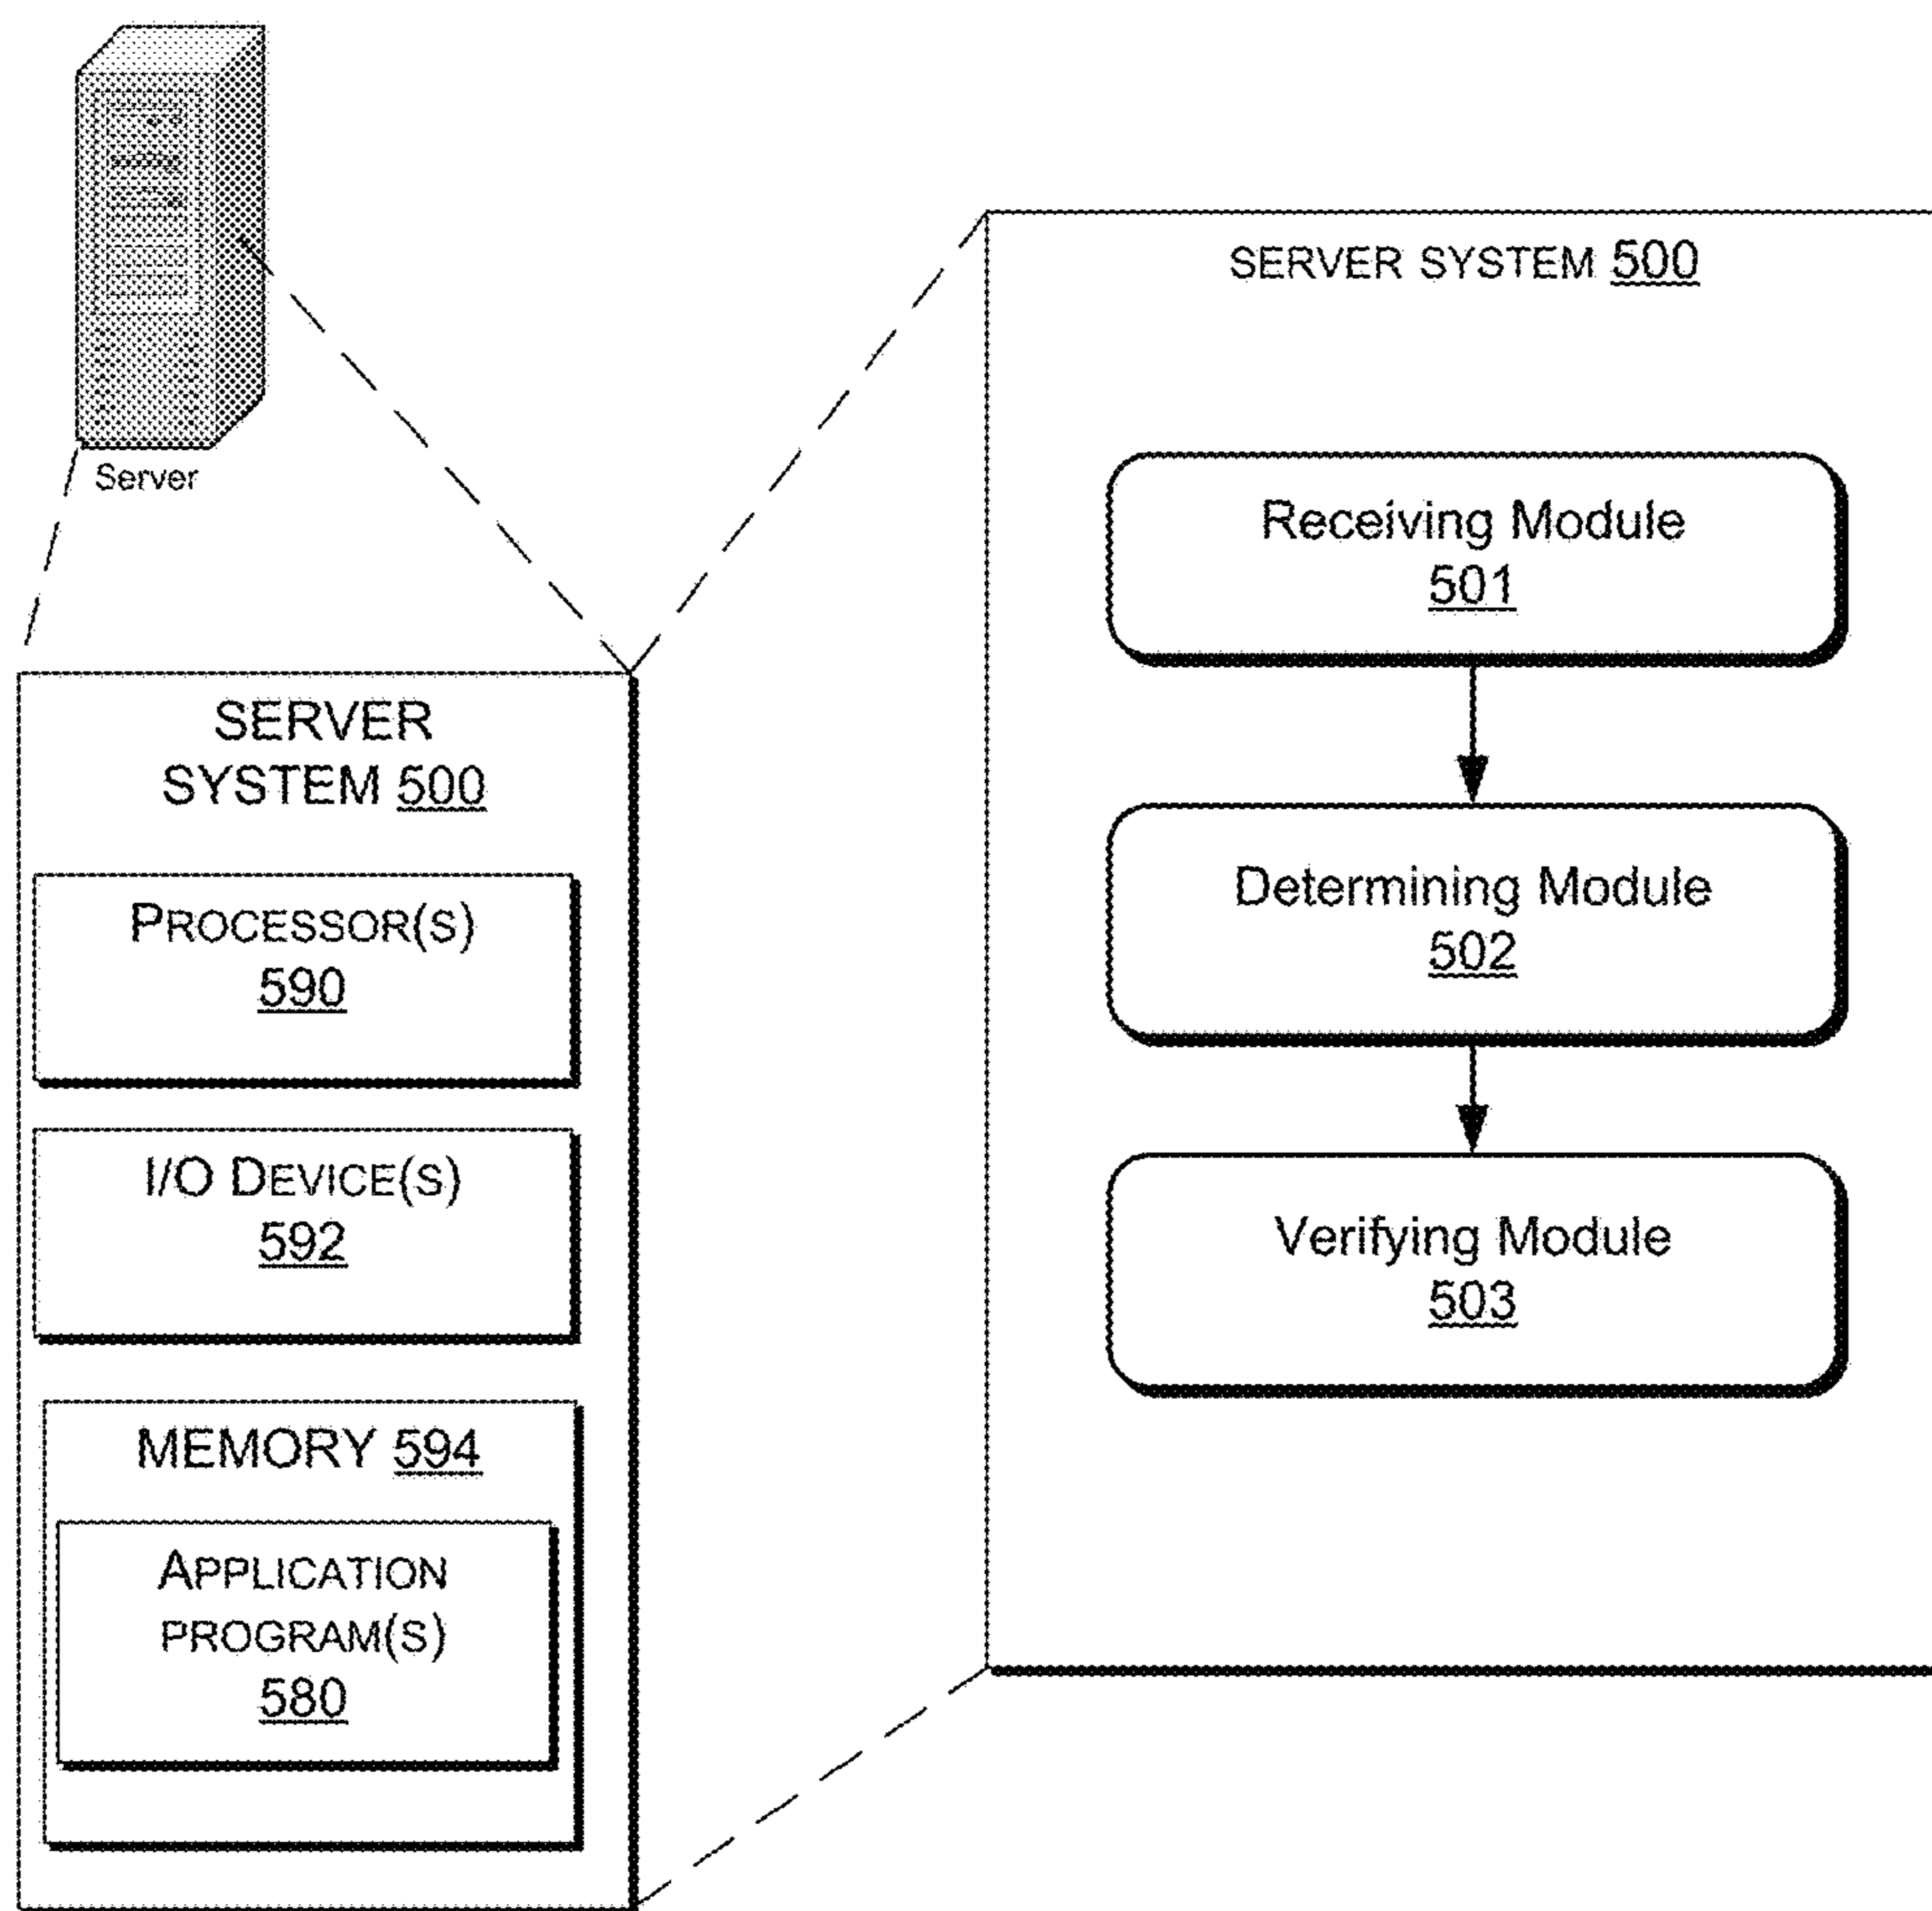 Server
SERVER
SYSTEM 500
PROCESSOR(S)
590
I/O DEVICE(S)
592
MEMORY 594
APPLICATION
PROGRAM(S)
580
SERVER SYSTEM 500
Receiving Module
501
Determining Module
502
Verifying Module
503